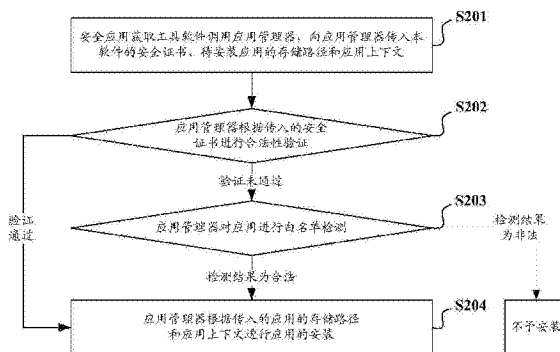 S201
安全应用获取工具软件调用应用管理器，向应用管理器传入本
软件的安全证书、待安装应用的存储路径和应用上下文
S202
应用管理器根据传入的安全
证书进行合法性验证
验证未通过
S203
验证
通过
应用管理器对应用进行白名单检测
检测结果
为非法
检测结果为合法
S204
应用管理器根据传入的应用的存储路径
和应用上下文进行应用的安装
不予安装